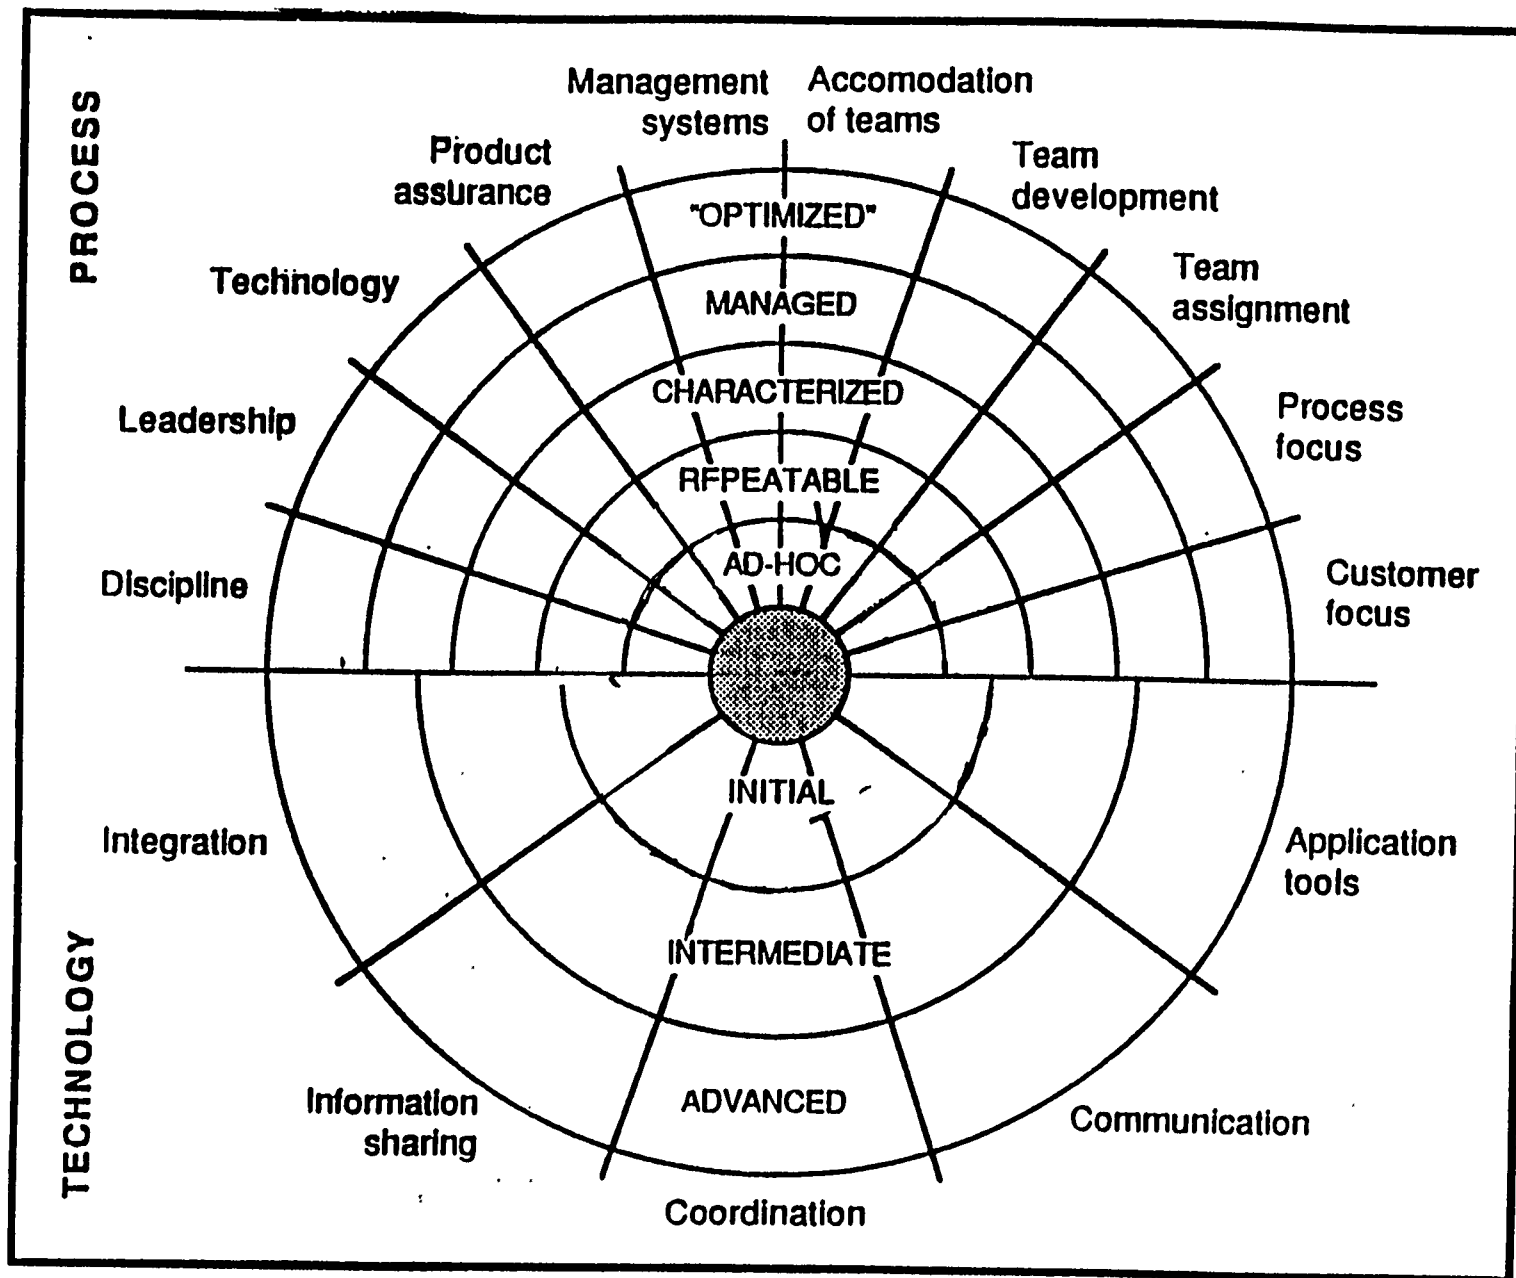 PROCESS
Management
systems
Accomodation
of teams
Product
assurance
Team
development
"OPTIMIZED"
Technology
Team
assignment
MANAGED
Leadership
CHARACTERIZED
Process
focus
RFPEATABLE
Discipline
AD-HOC
Customer
focus
INITIAL
Integration
Application
tools
INTERMEDIATE
TECHNOLOGY
Information
sharing
ADVANCED
Communication
Coordination